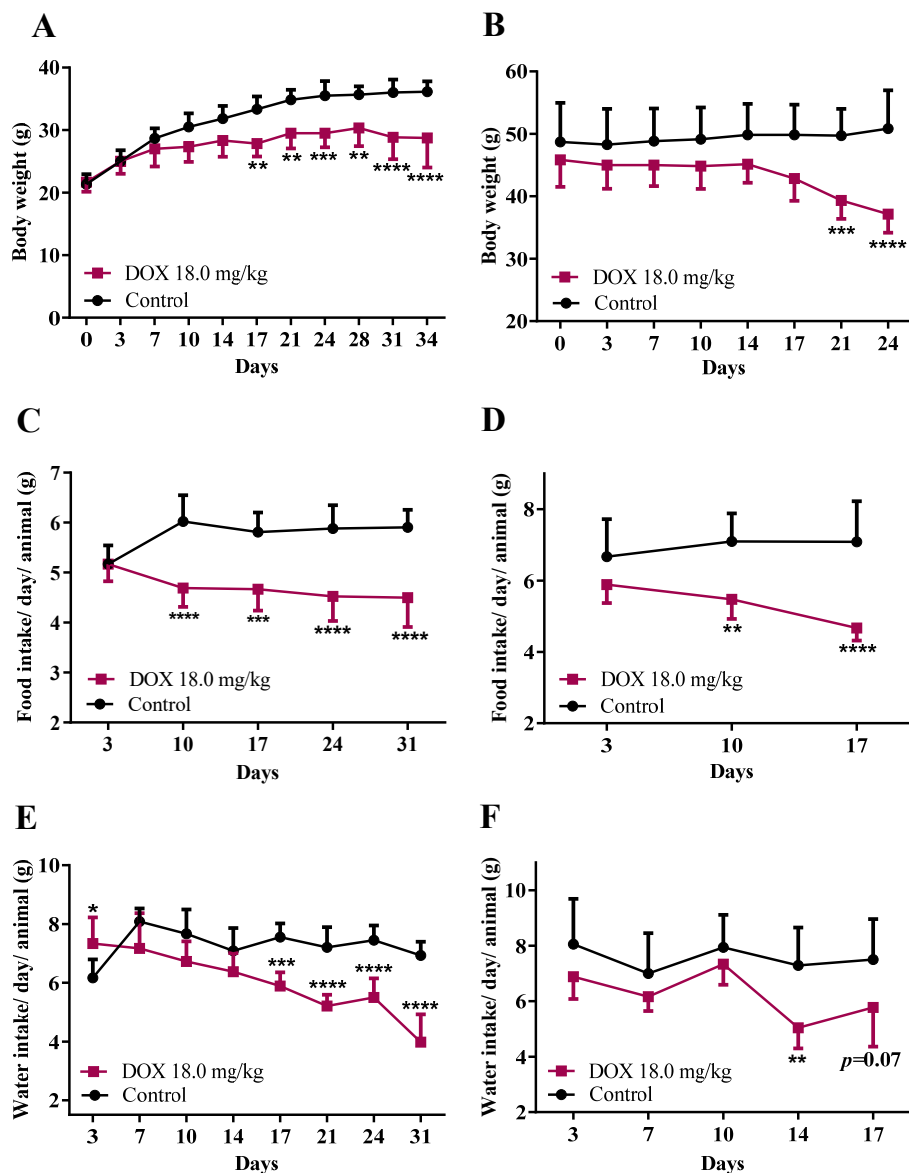 A
Body weight (g)
40
30
20
10
0
** ** *** ** **** ****
DOX 18.0 mg/kg
Control
0 3 7 10 14 17 21 24 28 31 34
Days
B
Body weight (g)
60
50
40
30
20
*** ****
DOX 18.0 mg/kg
Control
0 3 7 10 14 17 21 24
Days
C
Food intake/ day/ animal (g)
7
6
5
4
3
2
**** *** **** ****
DOX 18.0 mg/kg
Control
3 10 17 24 31
Days
D
Food intake/ day/ animal (g)
8
6
4
2
** ****
DOX 18.0 mg/kg
Control
3 10 17
Days
E
Water intake/ day/ animal (g)
10
8
6
4
2
* *** **** **** ****
DOX 18.0 mg/kg
Control
3 7 10 14 17 21 24 31
Days
F
Water intake/ day/ animal (g)
10
8
6
4
2
** p=0.07
DOX 18.0 mg/kg
Control
3 7 10 14 17
Days